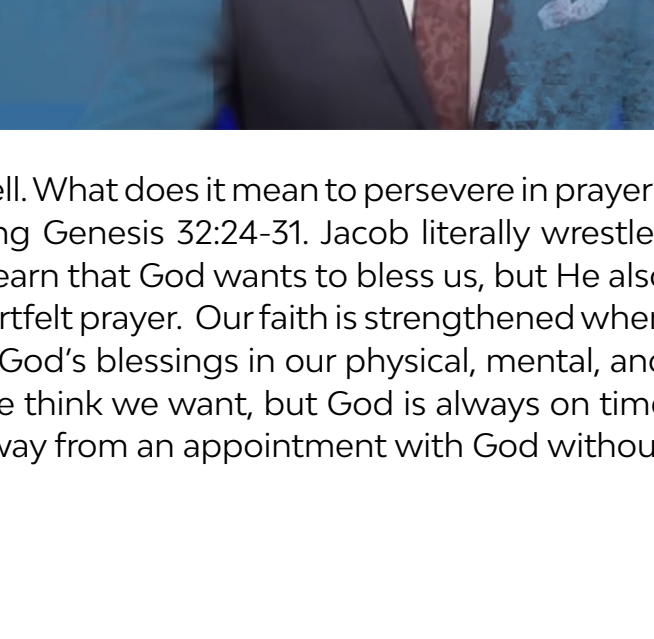 ell. What does it mean to persevere in prayer
ng Genesis 32:24-31. Jacob literally wrestle
earn that God wants to bless us, but He also
rtfelt prayer. Our faith is strengthened when
God's blessings in our physical, mental, and
e think we want, but God is always on time
way from an appointment with God withou